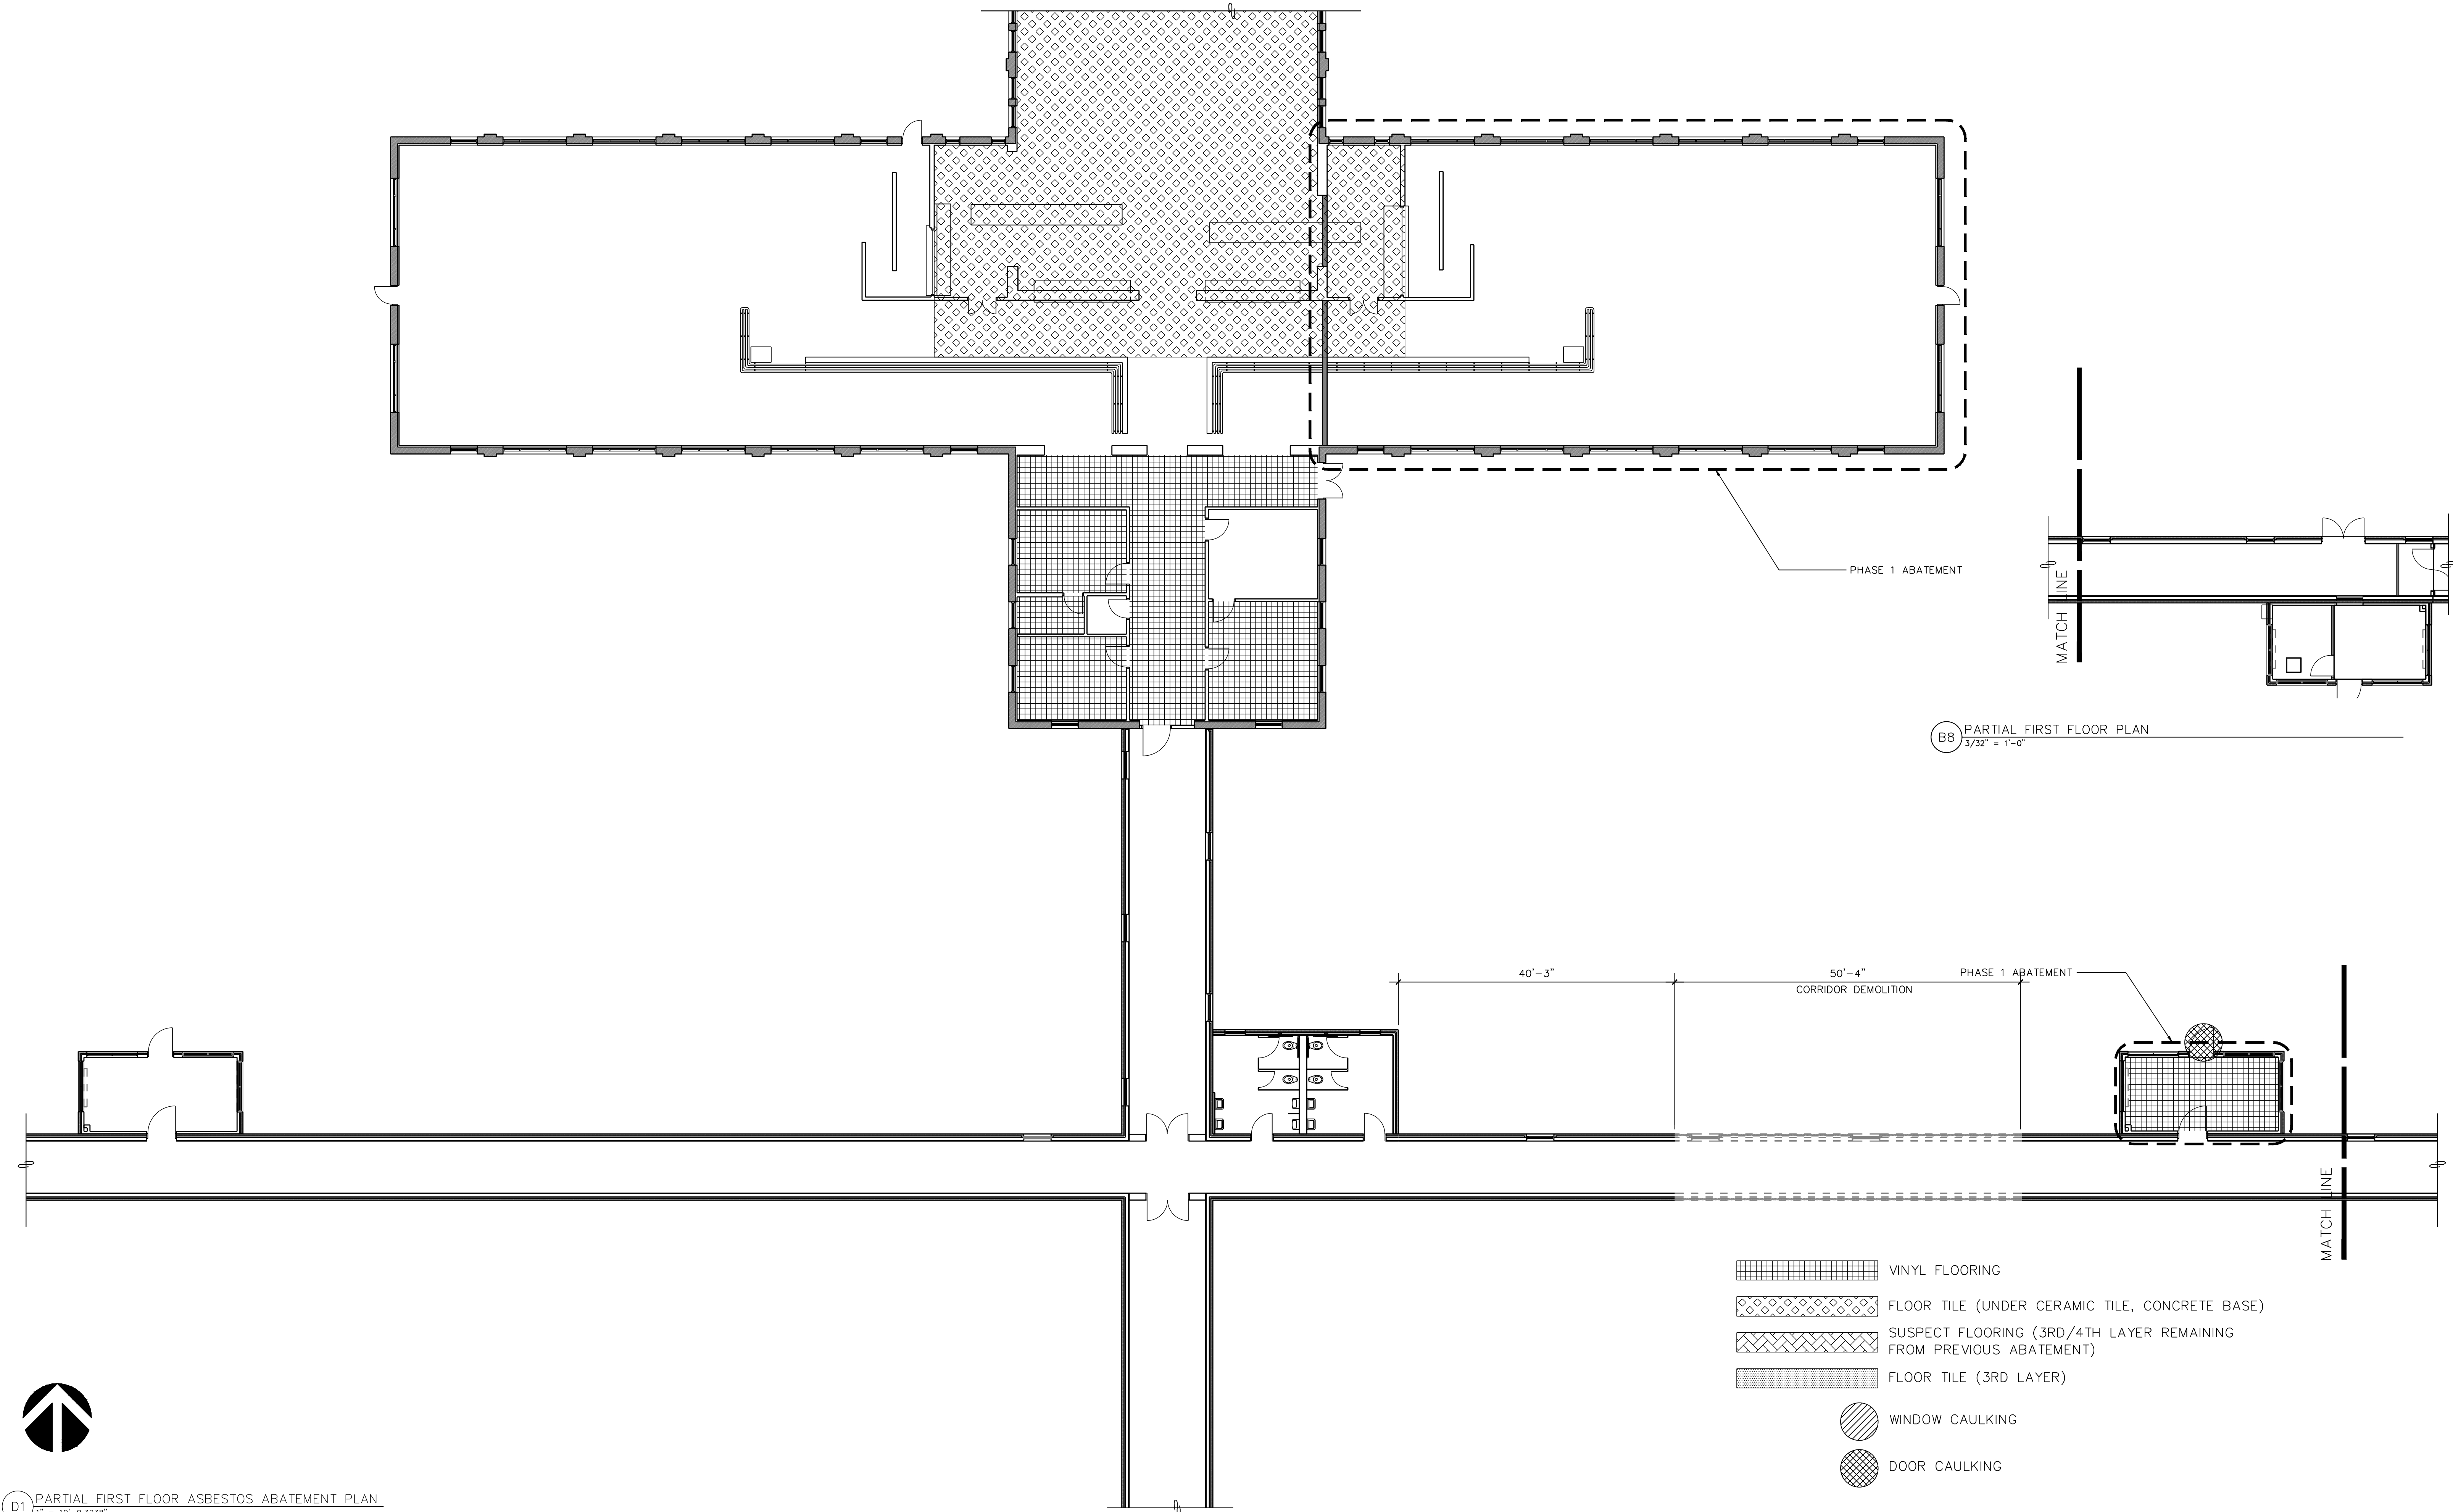 PHASE 1 ABATEMENT
MATCH LINE
B8
PARTIAL FIRST FLOOR PLAN
3/32" = 1'-0"
40'-3"
50'-4"
CORRIDOR DEMOLITION
PHASE 1 ABATEMENT
MATCH LINE
VINYL FLOORING
FLOOR TILE (UNDER CERAMIC TILE, CONCRETE BASE)
SUSPECT FLOORING (3RD/4TH LAYER REMAINING
FROM PREVIOUS ABATEMENT)
FLOOR TILE (3RD LAYER)
WINDOW CAULKING
DOOR CAULKING
D1
PARTIAL FIRST FLOOR ASBESTOS ABATEMENT PLAN